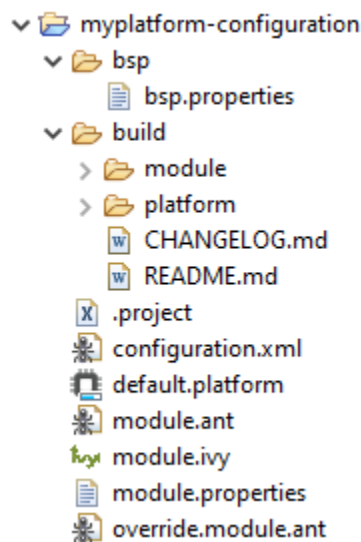 myplatform-configuration
bsp
bsp.properties
build
module
platform
CHANGELOG.md
README.md
.project
configuration.xml
default.platform
module.ant
module.ivy
module.properties
override.module.ant